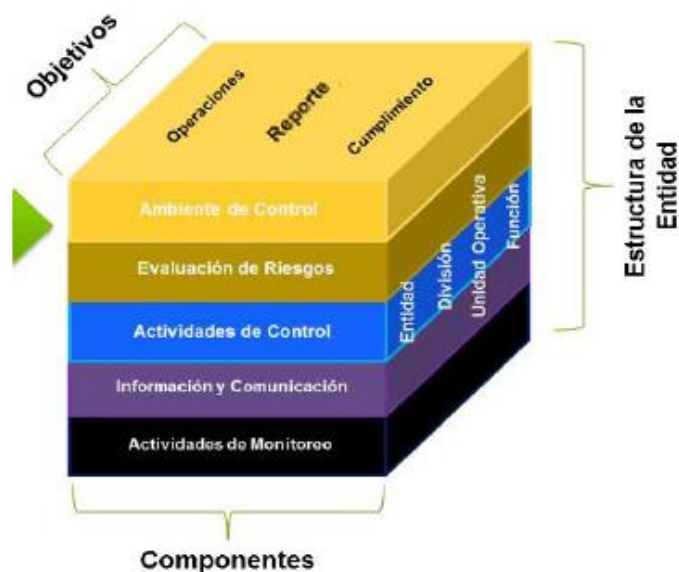 Objetivos
Operaciones
Reporte
Cumplimiento
Ambiente de Control
Evaluación de Riesgos
Actividades de Control
Información y Comunicación
Actividades de Monitoreo
Entidad
División
Unidad Operativa
Función
Estructura de la
Entidad
Componentes